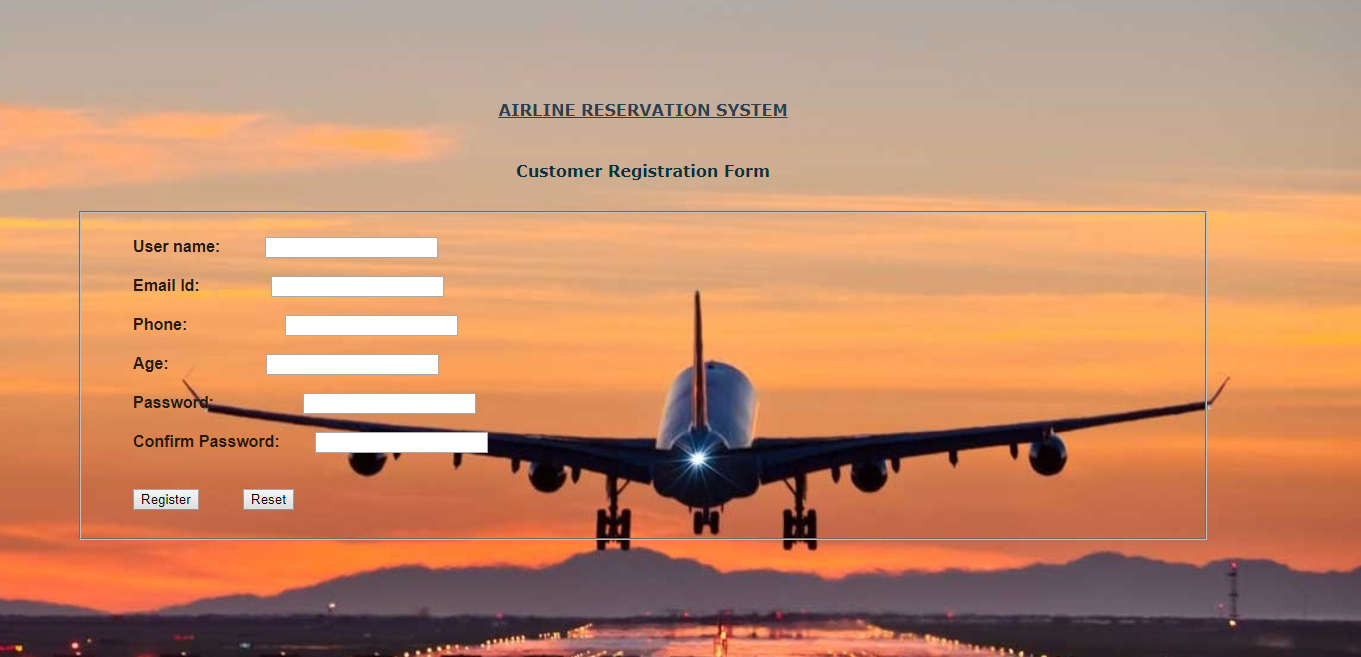 AIRLINE RESERVATION SYSTEM
Customer Registration Form
User name:
Email Id:
Phone:
Age:
Password:
Confirm Password:
Register Reset